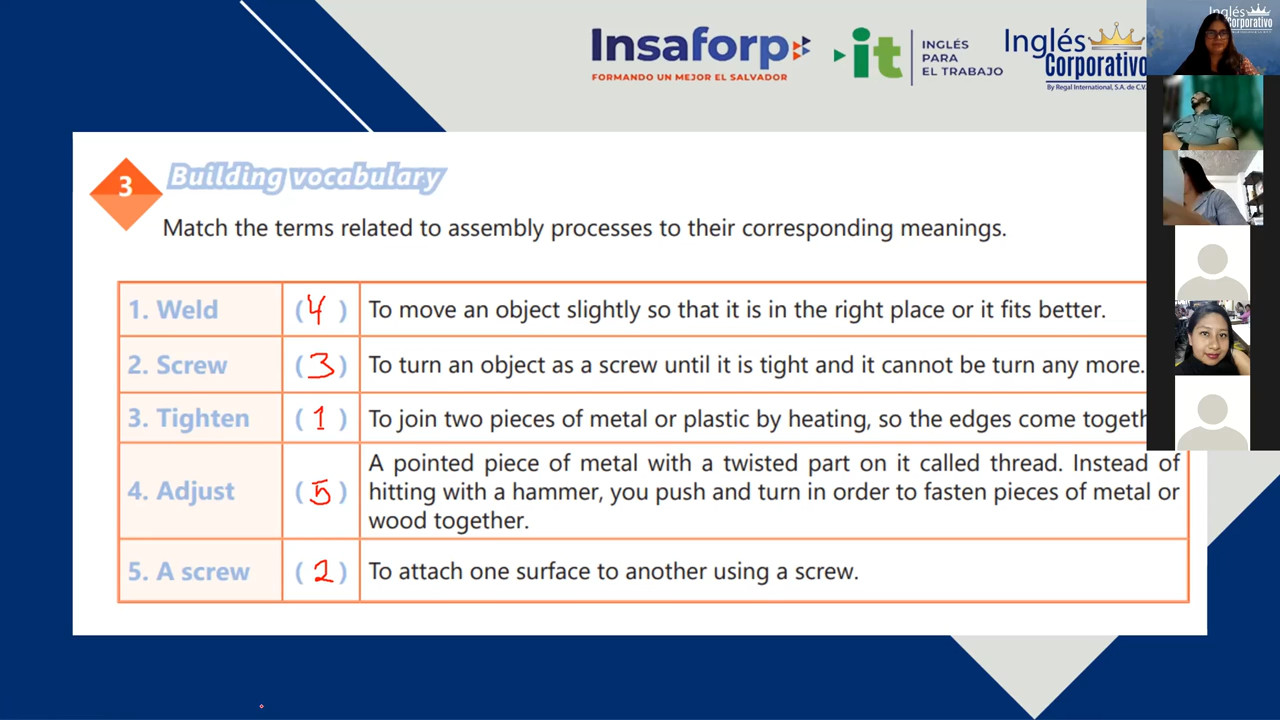 Insaforp
FORMANDO UN MEJOR EL SALVADOR
it
INGLÉS
PARA
EL TRABAJO
Inglés
Corporativo
By Regal International, S.A. de C.V.
Inglés
Corporativo
3
Building vocabulary
Match the terms related to assembly processes to their corresponding meanings.
1. Weld ( 4 ) To move an object slightly so that it is in the right place or it fits better.
2. Screw ( 3 ) To turn an object as a screw until it is tight and it cannot be turn any more.
3. Tighten ( 1 ) To join two pieces of metal or plastic by heating, so the edges come togeth
4. Adjust ( 5 ) A pointed piece of metal with a twisted part on it called thread. Instead of
hitting with a hammer, you push and turn in order to fasten pieces of metal or
wood together.
5. A screw ( 2 ) To attach one surface to another using a screw.